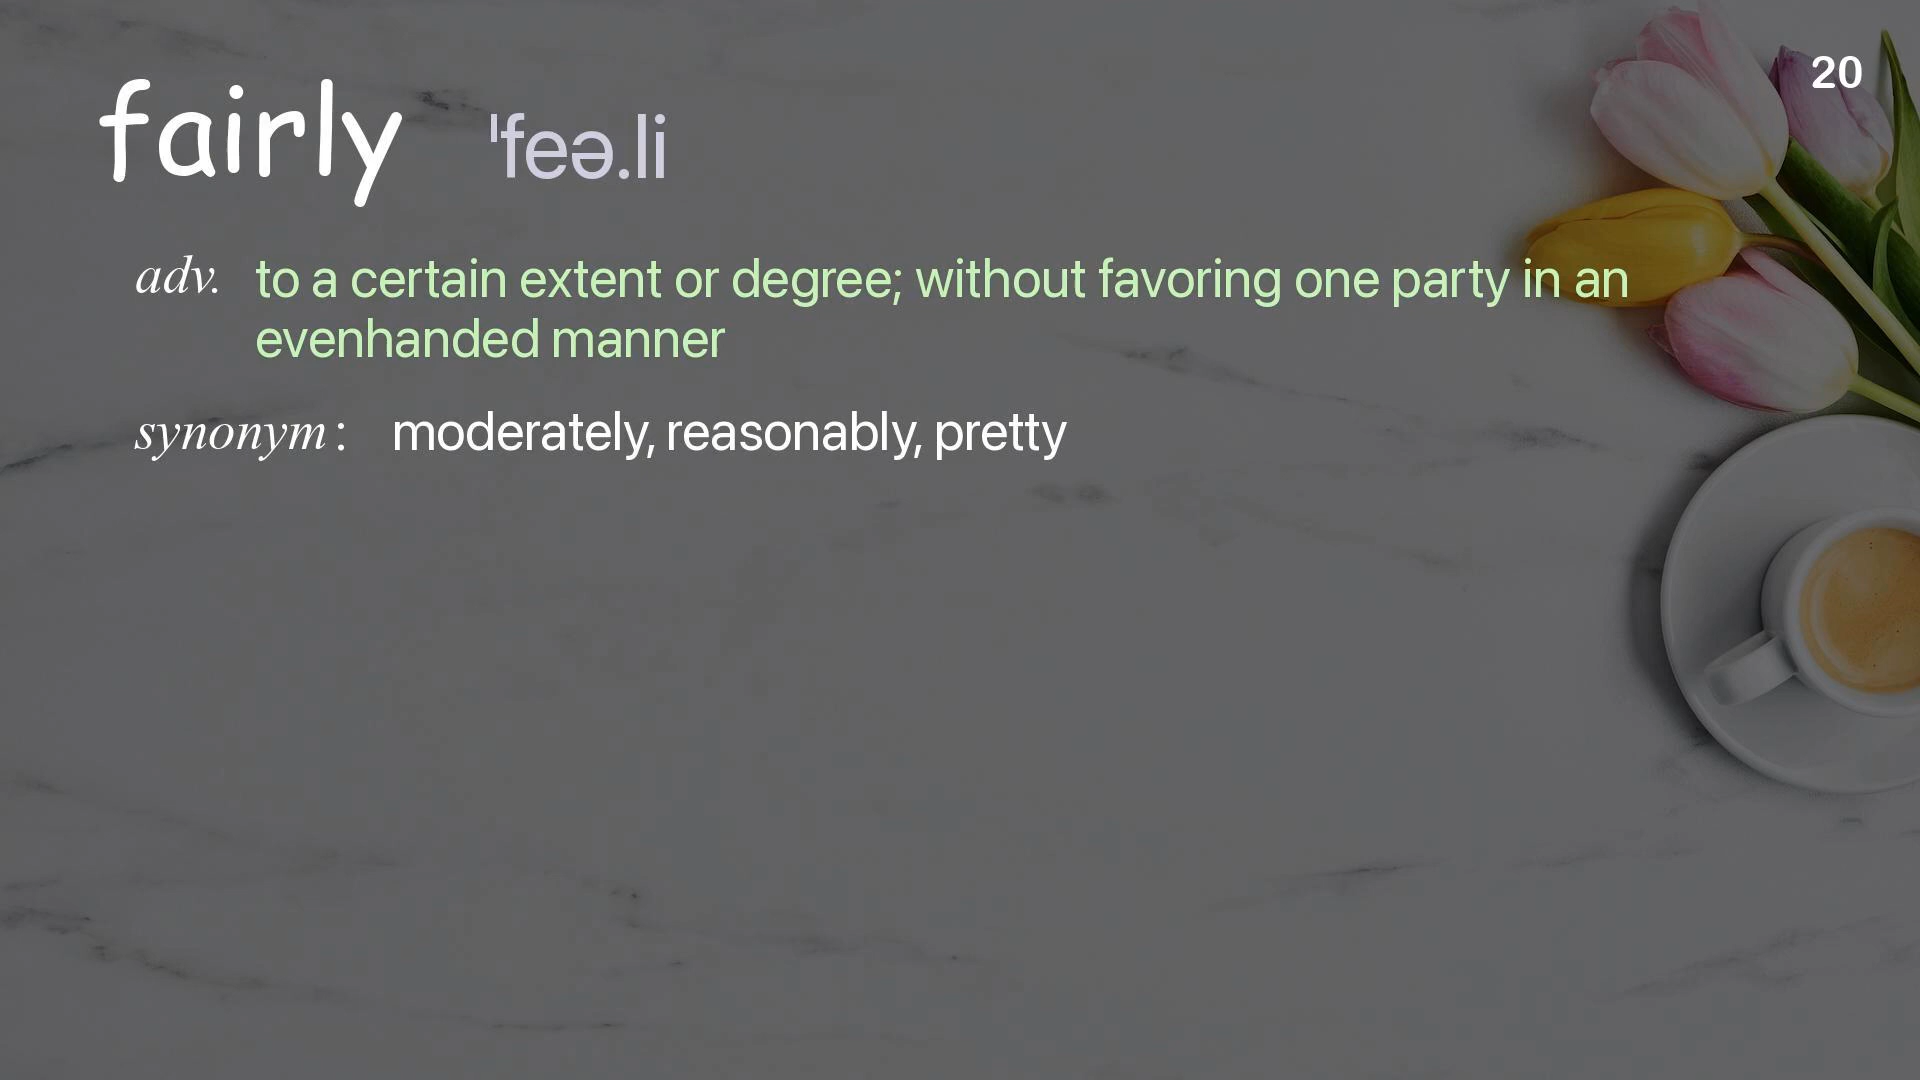 20
fairly ˈfeə.li
adv. to a certain extent or degree; without favoring one party in an
evenhanded manner
synonym: moderately, reasonably, pretty